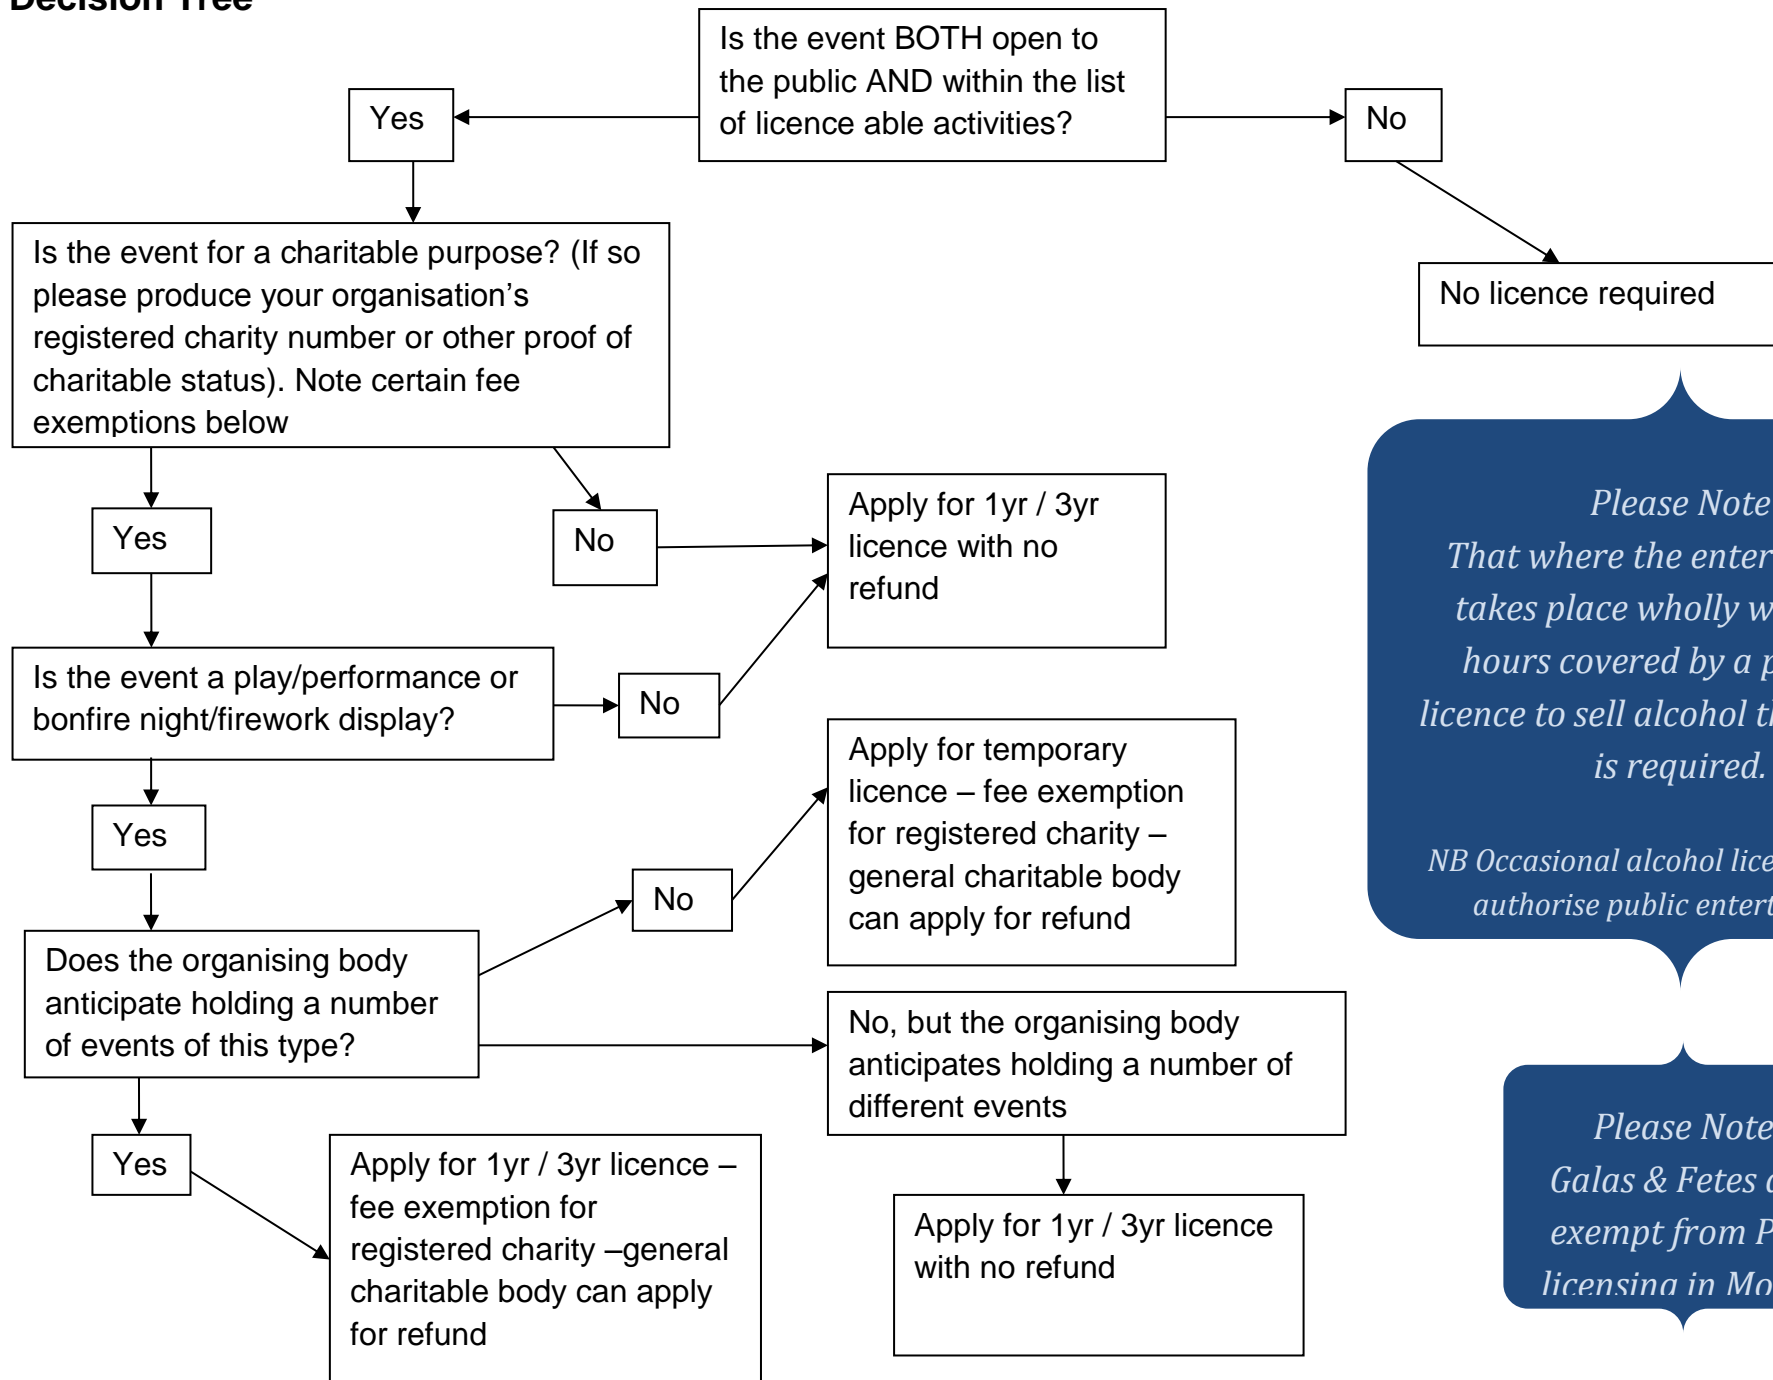 Decision Tree
Is the event BOTH open to
the public AND within the list
of licence able activities?
Yes
No
Is the event for a charitable purpose? (If so
please produce your organisation's
registered charity number or other proof of
charitable status). Note certain fee
exemptions below
No licence required
Yes
No
Apply for 1yr / 3yr
licence with no
refund
Is the event a play/performance or
bonfire night/firework display?
No
Yes
Apply for temporary
licence – fee exemption
for registered charity –
general charitable body
can apply for refund
No
Does the organising body
anticipate holding a number
of events of this type?
No, but the organising body
anticipates holding a number of
different events
Yes
Apply for 1yr / 3yr licence –
fee exemption for
registered charity –general
charitable body can apply
for refund
Apply for 1yr / 3yr licence
with no refund
Please Note
That where the
takes place wholly
hours covered by a
licence to sell alcohol
is required.
NB Occasional alcohol
authorise public
Please Note
Galas & Fetes
exempt from
licensing in